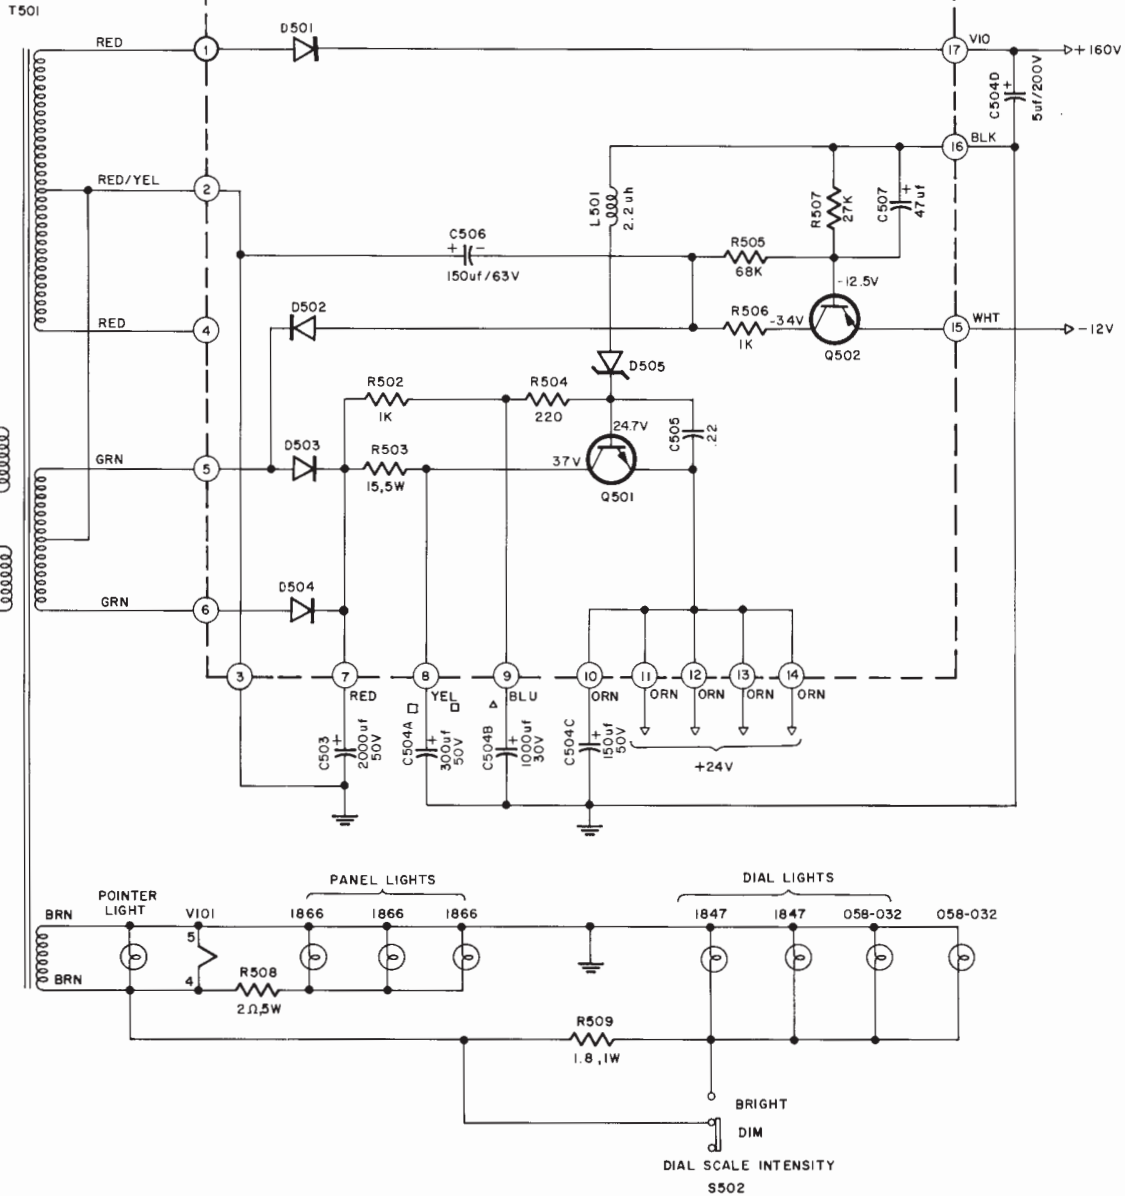 T501
RED
1
D501
17
VIO
+160V
C504D
+
5uf/200V
16
BLK
RED/YEL
2
L501
2.2uh
R507
27K
C507
+
47uf
C506
+ -
150uf/63V
R505
68K
-12.5V
RED
4
D502
R506
1K
-34V
Q502
15
WHT
-12V
D505
R502
1K
R504
220
24.7V
C505
.22
GRN
5
D503
R503
15,5W
37V
Q501
GRN
6
D504
3
7
8
9
10
11
12
13
14
RED
YEL
BLU
ORN
ORN
ORN
ORN
ORN
C503
+
2000uf
50V
C504A
+
300uf
50V
C504B
+
1000uf
30V
C504C
+
150uf
50V
+24V
POINTER
LIGHT
PANEL LIGHTS
DIAL LIGHTS
BRN
V101
1866
1866
1866
1847
1847
058-032
058-032
5
4
BRN
R508
2Ω,5W
R509
1.8,1W
BRIGHT
DIM
DIAL SCALE INTENSITY
S502